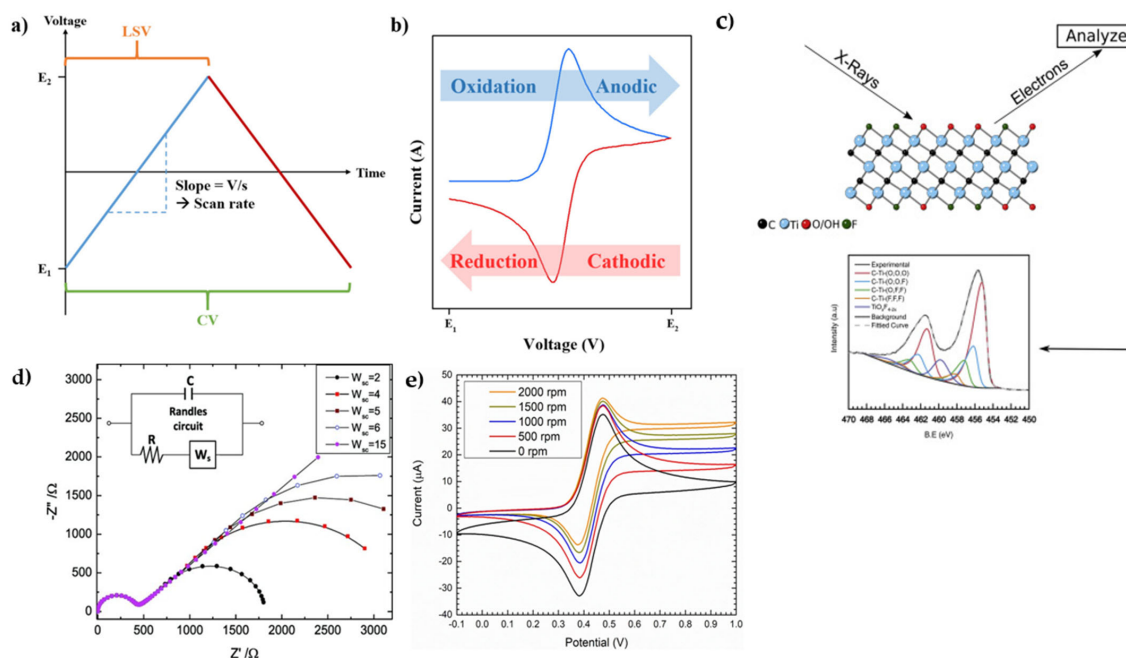 a)
Voltage
LSV
E2
Time
Slope = V/s
→ Scan rate
E1
CV
b)
Oxidation Anodic
Current (A)
Reduction Cathodic
E1 E2
Voltage (V)
c)
Analyze
X-Rays
Electrons
C Ti O/OH F
Experimental
C-Ti-(O,O,O)
C-Ti-(O,O,F)
C-Ti-(O,F,F)
C-Ti-(F,F,F)
Background
Fitted Curve
Intensity (a.u)
470 468 466 464 462 460 458 456 454 452 450
B.E (eV)
d)
3000
2500
2000
1750
1500
1250
1000
750
500
250
0
-Z" /Ω
C
Randles
circuit
R
Ws
Wsc=2
Wsc=4
Wsc=5
Wsc=6
Wsc=15
0 500 1000 1500 2000 2500 3000
Z' /Ω
e)
50
40
30
20
10
0
-10
-20
-30
-40
Current (µA)
2000 rpm
1500 rpm
1000 rpm
500 rpm
0 rpm
-0.1 0.0 0.1 0.2 0.3 0.4 0.5 0.6 0.7 0.8 0.9 1.0
Potential (V)